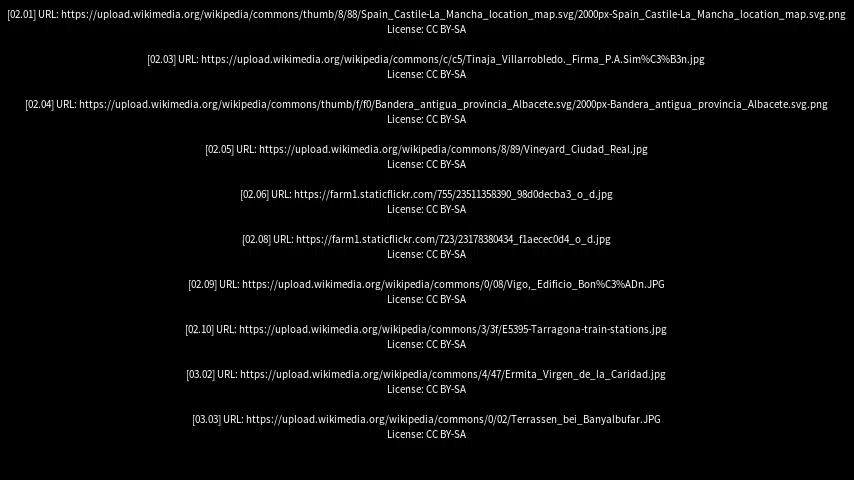 [02.01] URL: https://upload.wikimedia.org/wikipedia/commons/thumb/8/88/Spain_Castile-La_Mancha_location_map.svg/2000px-Spain_Castile-La_Mancha_location_map.svg.png
License: CC BY-SA
[02.03] URL: https://upload.wikimedia.org/wikipedia/commons/c/c5/Tinaja_Villarrobledo._Firma_P.A.Sim%C3%B3n.jpg
License: CC BY-SA
[02.04] URL: https://upload.wikimedia.org/wikipedia/commons/thumb/f/f0/Bandera_antigua_provincia_Albacete.svg/2000px-Bandera_antigua_provincia_Albacete.svg.png
License: CC BY-SA
[02.05] URL: https://upload.wikimedia.org/wikipedia/commons/8/89/Vineyard_Ciudad_Real.jpg
License: CC BY-SA
[02.06] URL: https://farm1.staticflickr.com/755/23511358390_98d0decba3_o_d.jpg
License: CC BY-SA
[02.08] URL: https://farm1.staticflickr.com/723/23178380434_f1aecec0d4_o_d.jpg
License: CC BY-SA
[02.09] URL: https://upload.wikimedia.org/wikipedia/commons/0/08/Vigo,_Edificio_Bon%C3%ADn.JPG
License: CC BY-SA
[02.10] URL: https://upload.wikimedia.org/wikipedia/commons/3/3f/E5395-Tarragona-train-stations.jpg
License: CC BY-SA
[03.02] URL: https://upload.wikimedia.org/wikipedia/commons/4/47/Ermita_Virgen_de_la_Caridad.jpg
License: CC BY-SA
[03.03] URL: https://upload.wikimedia.org/wikipedia/commons/0/02/Terrassen_bei_Banyalbufar.JPG
License: CC BY-SA